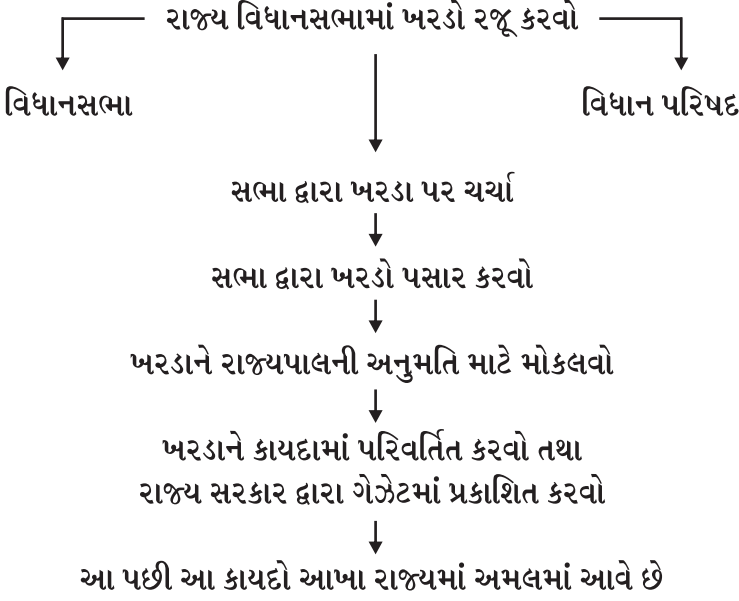 રાજ્ય વિધાનસભામાં ખરડો રજૂ કરવો
વિધાનસભા
વિધાન પરિષદ
સભા દ્વારા ખરડા પર ચર્ચા
સભા દ્વારા ખરડો પસાર કરવો
ખરડાને રાજ્યપાલની અનુમતિ માટે મોકલવો
ખરડાને કાયદામાં પરિવર્તિત કરવો તથા
રાજ્ય સરકાર દ્વારા ગેઝેટમાં પ્રકાશિત કરવો
આ પછી આ કાયદો આખા રાજ્યમાં અમલમાં આવે છે